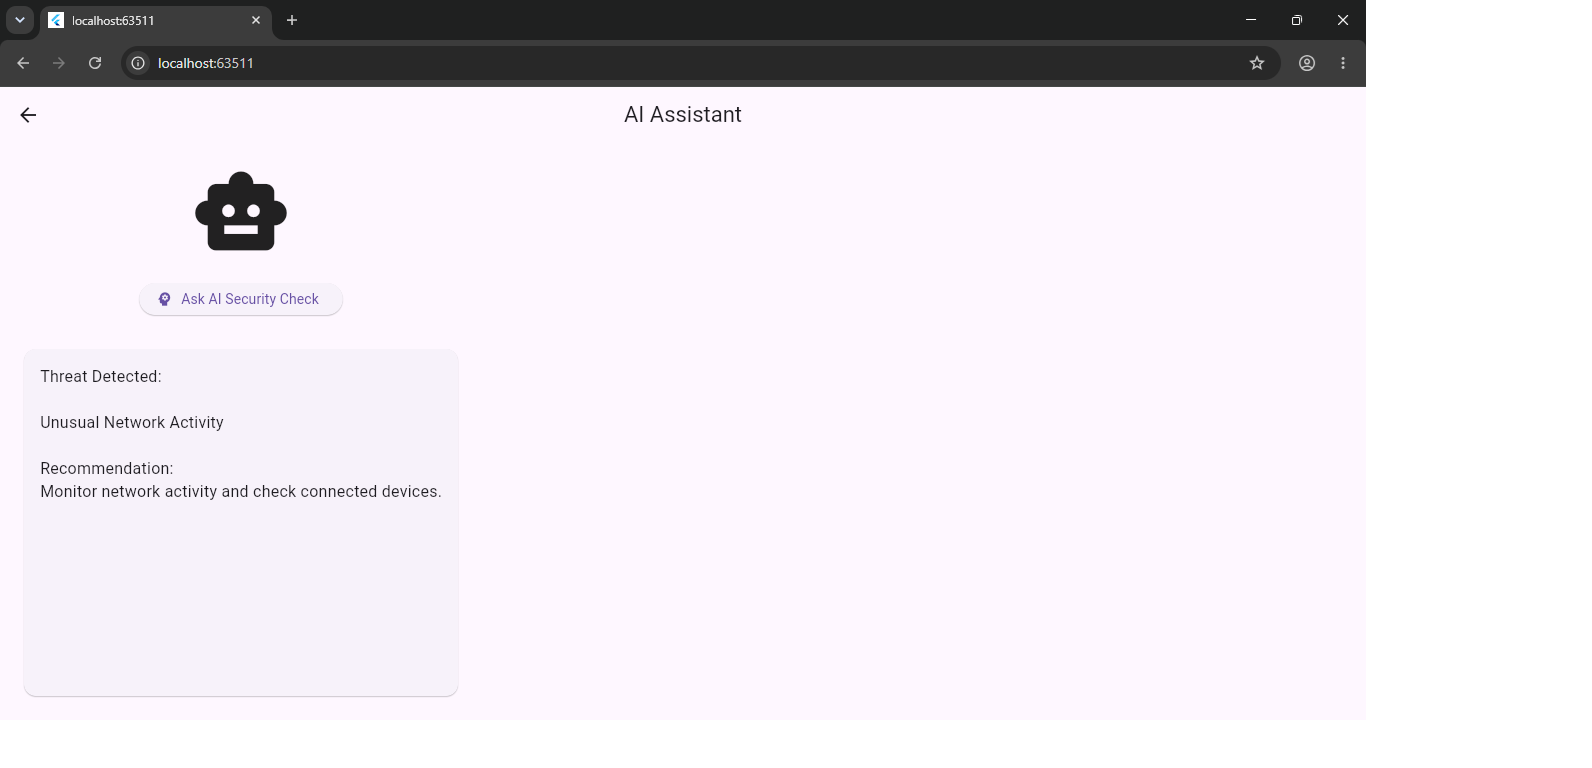 localhost:63511
localhost:63511
AI Assistant
Ask AI Security Check
Threat Detected:
Unusual Network Activity
Recommendation:
Monitor network activity and check connected devices.